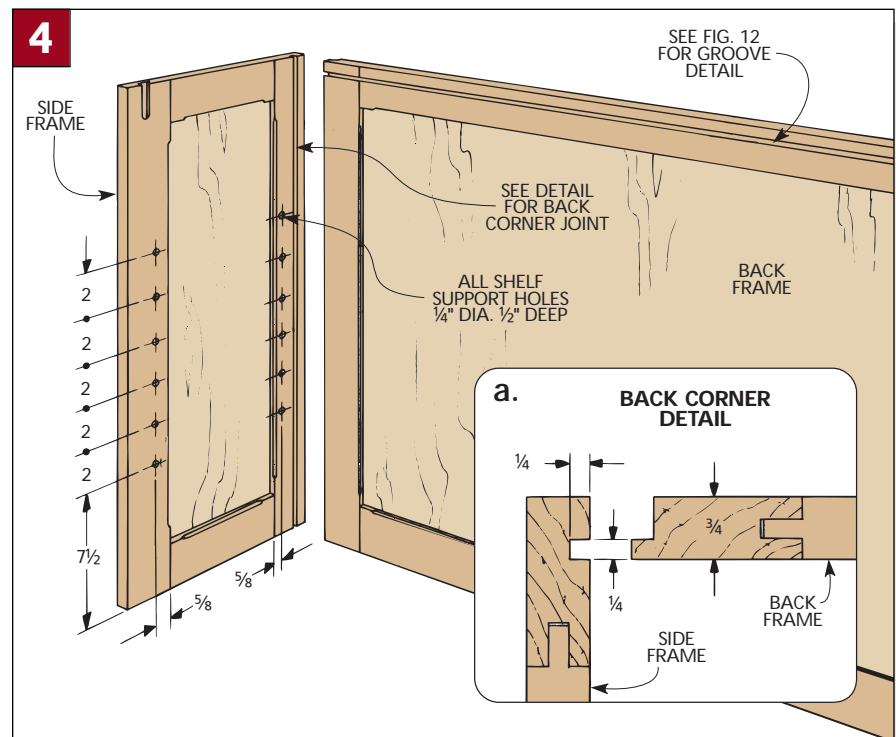 4
SEE FIG. 12
FOR GROOVE
DETAIL
SIDE
FRAME
SEE DETAIL
FOR BACK
CORNER JOINT
ALL SHELF
SUPPORT HOLES
¼" DIA. ½" DEEP
BACK
FRAME
2
2
2
2
2
7½
⅝
⅝
a.
BACK CORNER
DETAIL
¼
¾
¼
BACK
FRAME
SIDE
FRAME